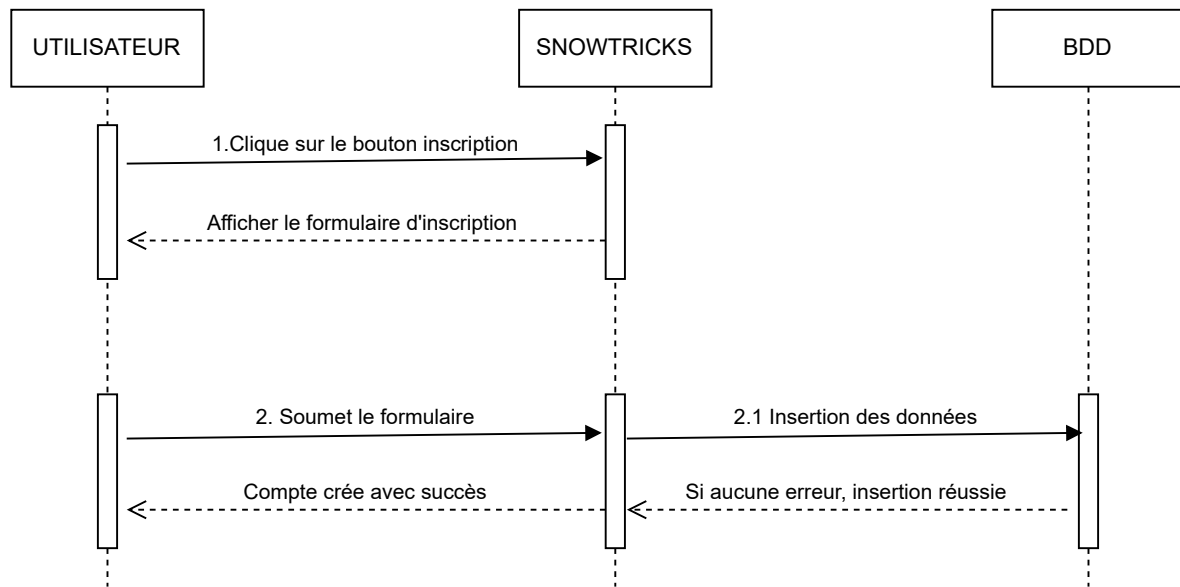 UTILISATEUR
SNOWTRICKS
BDD
1.Clique sur le bouton inscription
Afficher le formulaire d'inscription
2. Soumet le formulaire
2.1 Insertion des données
Compte crée avec succès
Si aucune erreur, insertion réussie